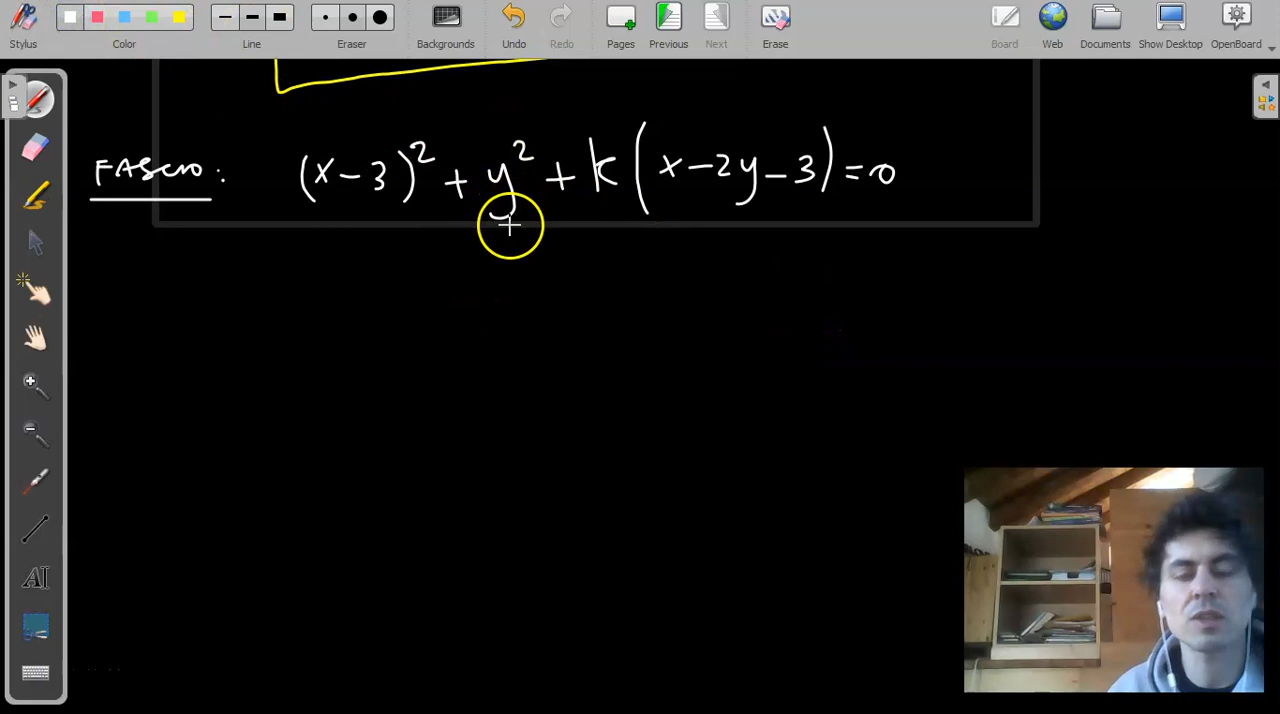 Stylus Color Line Eraser Backgrounds Undo Redo Pages Previous Next Erase Board Web Documents Show Desktop OpenBoard
FASCIO: (x-3)² + y² + k(x-2y-3)=0
AI